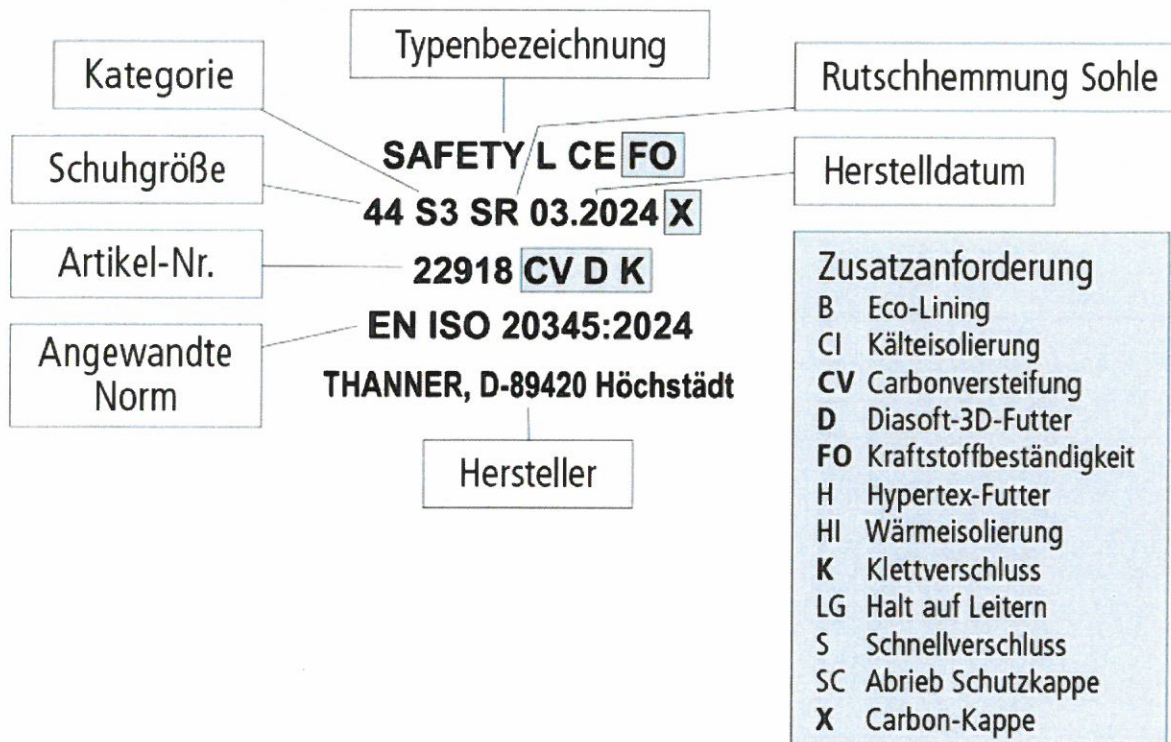 Typenbezeichnung
Kategorie
Rutschhemmung Sohle
Schuhgröße
SAFETY L CE FO
Herstelldatum
44 S3 SR 03.2024 X
Artikel-Nr.
22918 CV D K
Angewandte
Norm
EN ISO 20345:2024
THANNER, D-89420 Höchstädt
Hersteller
Zusatzanforderung
B Eco-Lining
CI Kälteisolierung
CV Carbonversteifung
D Diasoft-3D-Futter
FO Kraftstoffbeständigkeit
H Hypertex-Futter
HI Wärmeisolierung
K Klettverschluss
LG Halt auf Leitern
S Schnellverschluss
SC Abrieb Schutzkappe
X Carbon-Kappe